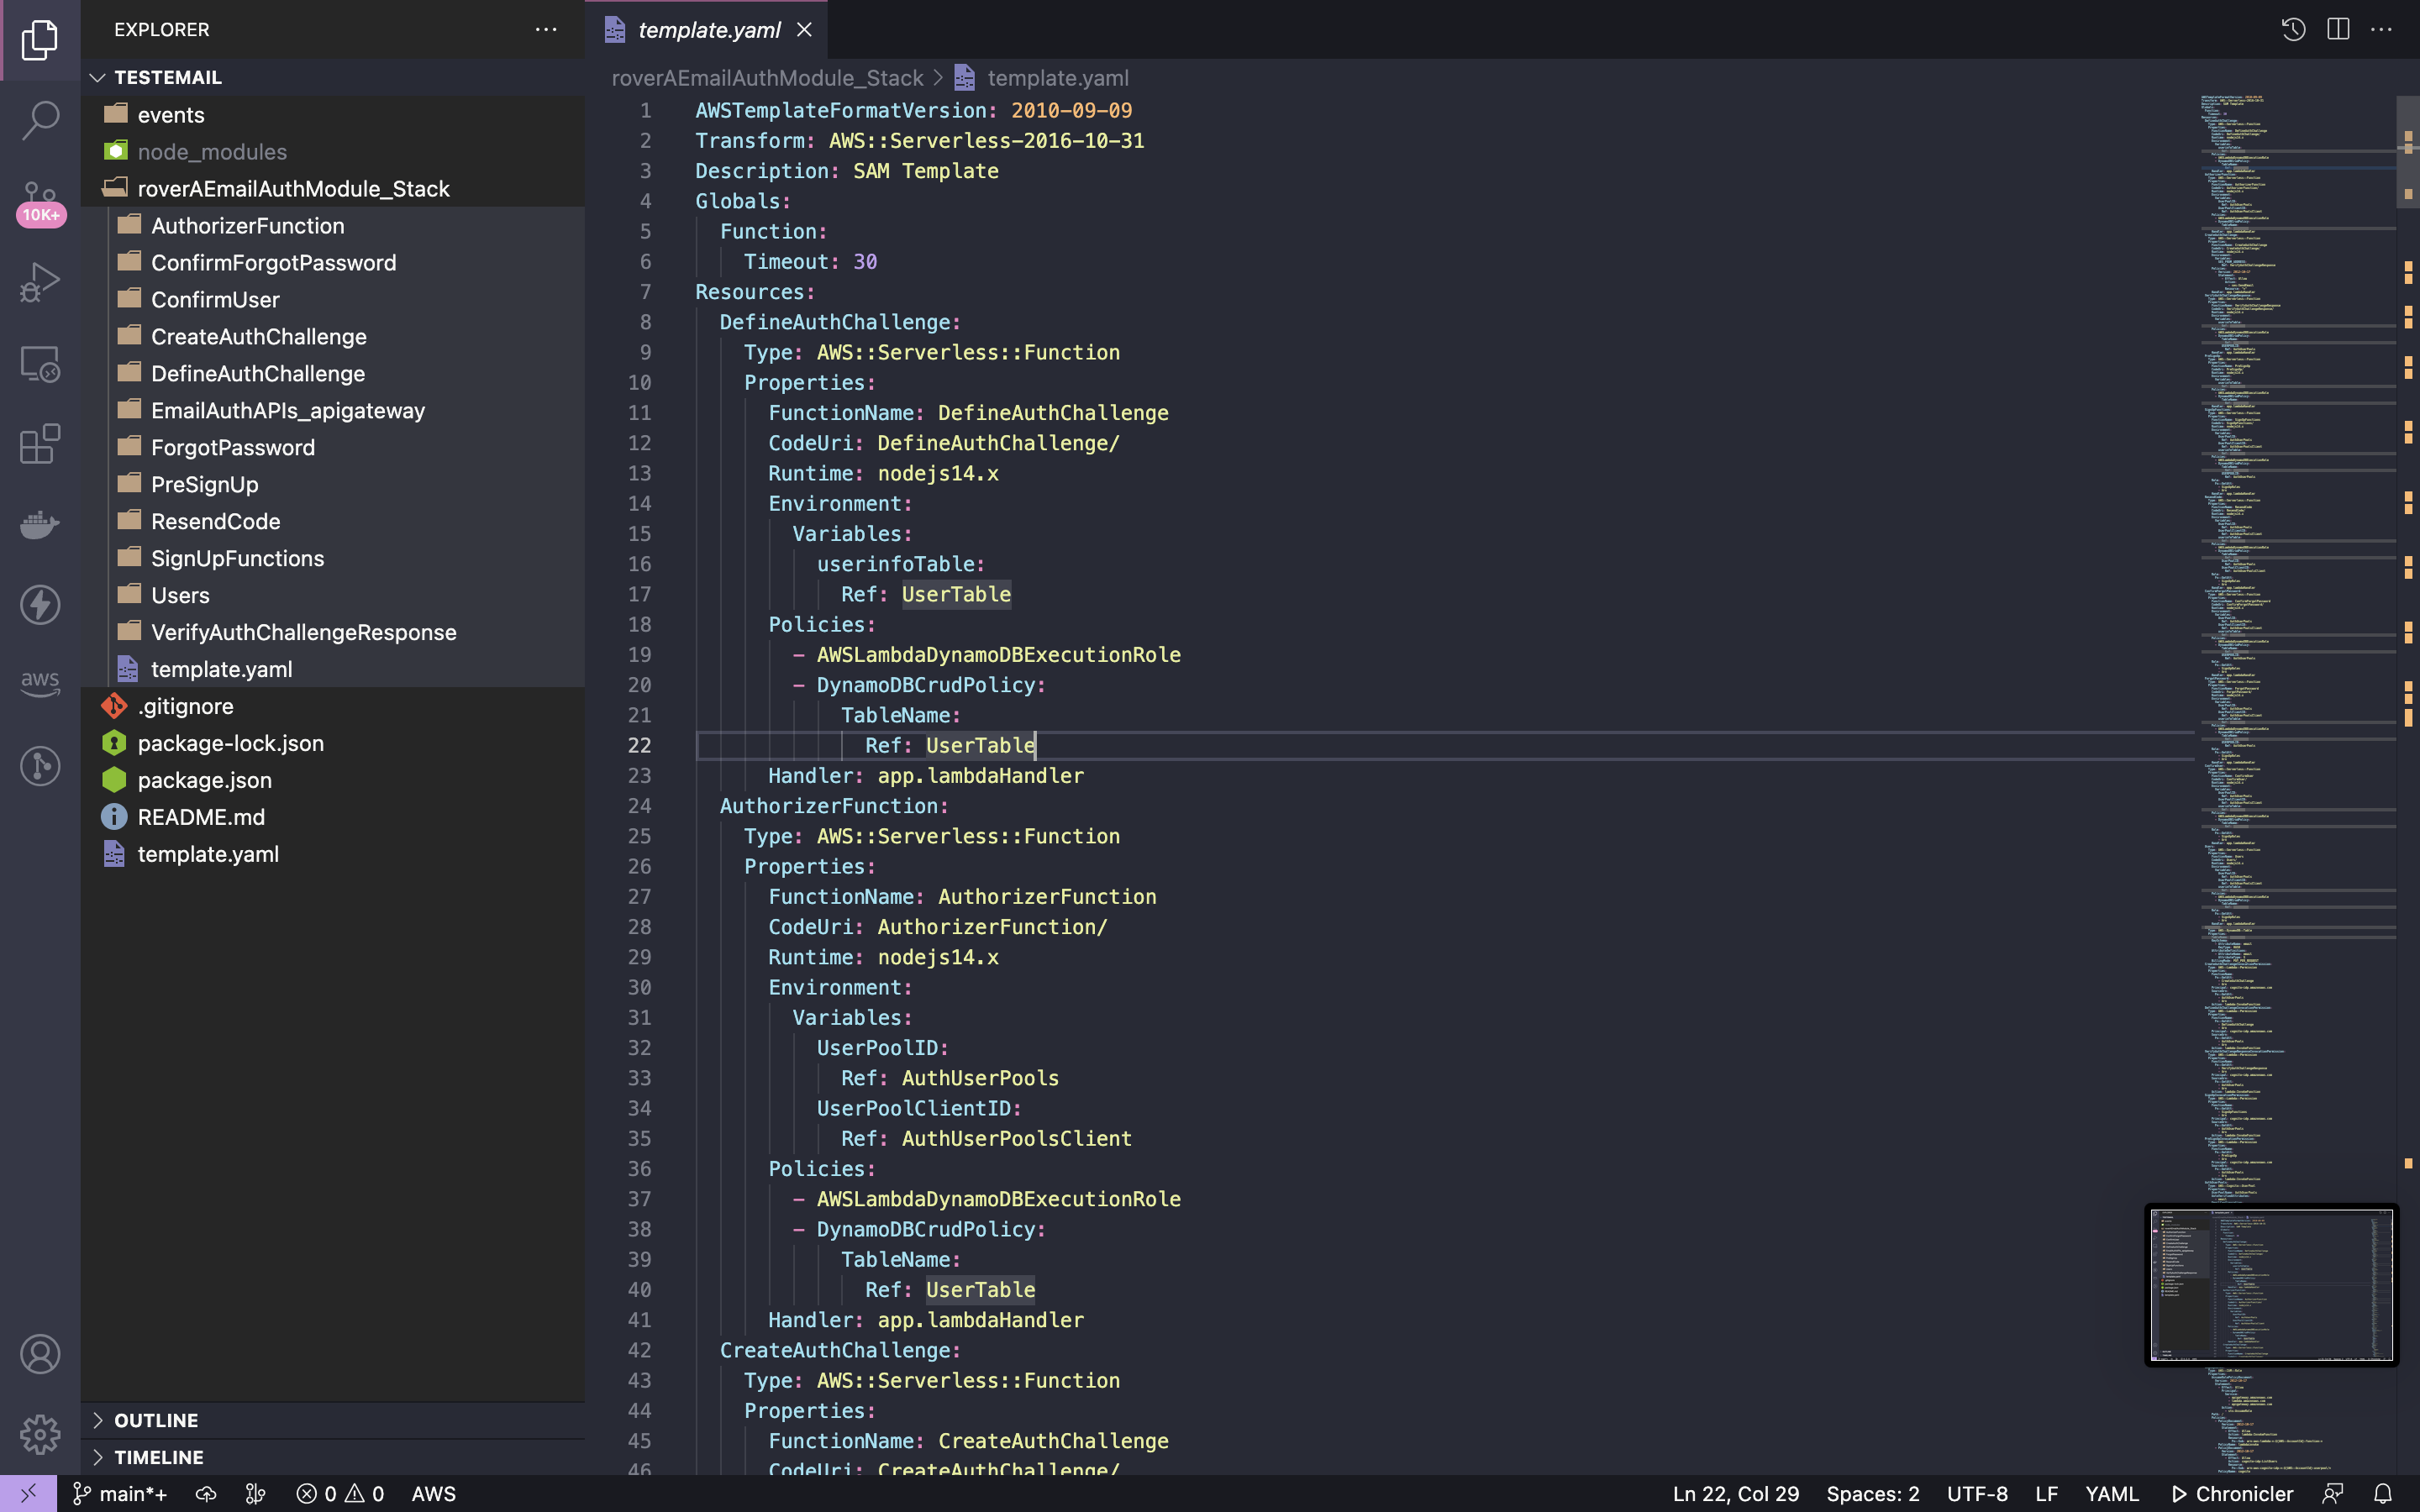 EXPLORER
TESTEMAIL
events
node_modules
roverAEmailAuthModule_Stack
AuthorizerFunction
ConfirmForgotPassword
ConfirmUser
CreateAuthChallenge
DefineAuthChallenge
EmailAuthAPIs_apigateway
ForgotPassword
PreSignUp
ResendCode
SignUpFunctions
Users
VerifyAuthChallengeResponse
template.yaml
.gitignore
package-lock.json
package.json
README.md
template.yaml
OUTLINE
TIMELINE
10K+
aws
template.yaml
roverAEmailAuthModule_Stack > template.yaml
1 AWSTemplateFormatVersion: 2010-09-09
2 Transform: AWS::Serverless-2016-10-31
3 Description: SAM Template
4 Globals:
5 Function:
6 Timeout: 30
7 Resources:
8 DefineAuthChallenge:
9 Type: AWS::Serverless::Function
10 Properties:
11 FunctionName: DefineAuthChallenge
12 CodeUri: DefineAuthChallenge/
13 Runtime: nodejs14.x
14 Environment:
15 Variables:
16 userinfoTable:
17 Ref: UserTable
18 Policies:
19 - AWSLambdaDynamoDBExecutionRole
20 - DynamoDBCrudPolicy:
21 TableName:
22 Ref: UserTable
23 Handler: app.lambdaHandler
24 AuthorizerFunction:
25 Type: AWS::Serverless::Function
26 Properties:
27 FunctionName: AuthorizerFunction
28 CodeUri: AuthorizerFunction/
29 Runtime: nodejs14.x
30 Environment:
31 Variables:
32 UserPoolID:
33 Ref: AuthUserPools
34 UserPoolClientID:
35 Ref: AuthUserPoolsClient
36 Policies:
37 - AWSLambdaDynamoDBExecutionRole
38 - DynamoDBCrudPolicy:
39 TableName:
40 Ref: UserTable
41 Handler: app.lambdaHandler
42 CreateAuthChallenge:
43 Type: AWS::Serverless::Function
44 Properties:
45 FunctionName: CreateAuthChallenge
46 CodeUri: CreateAuthChallenge/
main*+ 0 0 AWS Ln 22, Col 29 Spaces: 2 UTF-8 LF YAML Chronicler